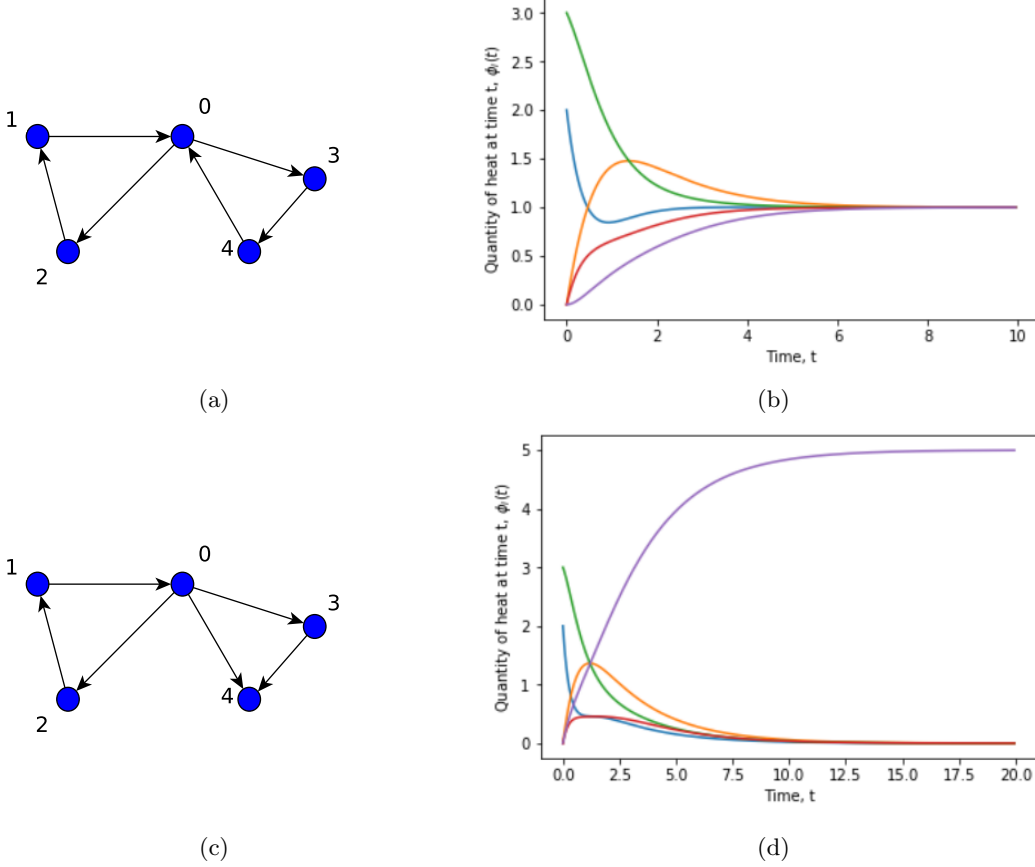 0
1
3
4
2
(a)
3.0
2.5
2.0
1.5
1.0
0.5
0.0
Quantity of heat at time t, ϕᵢ(t)
0 2 4 6 8 10
Time, t
(b)
0
1
3
4
2
(c)
5
4
3
2
1
0
Quantity of heat at time t, ϕᵢ(t)
0.0 2.5 5.0 7.5 10.0 12.5 15.0 17.5 20.0
Time, t
(d)